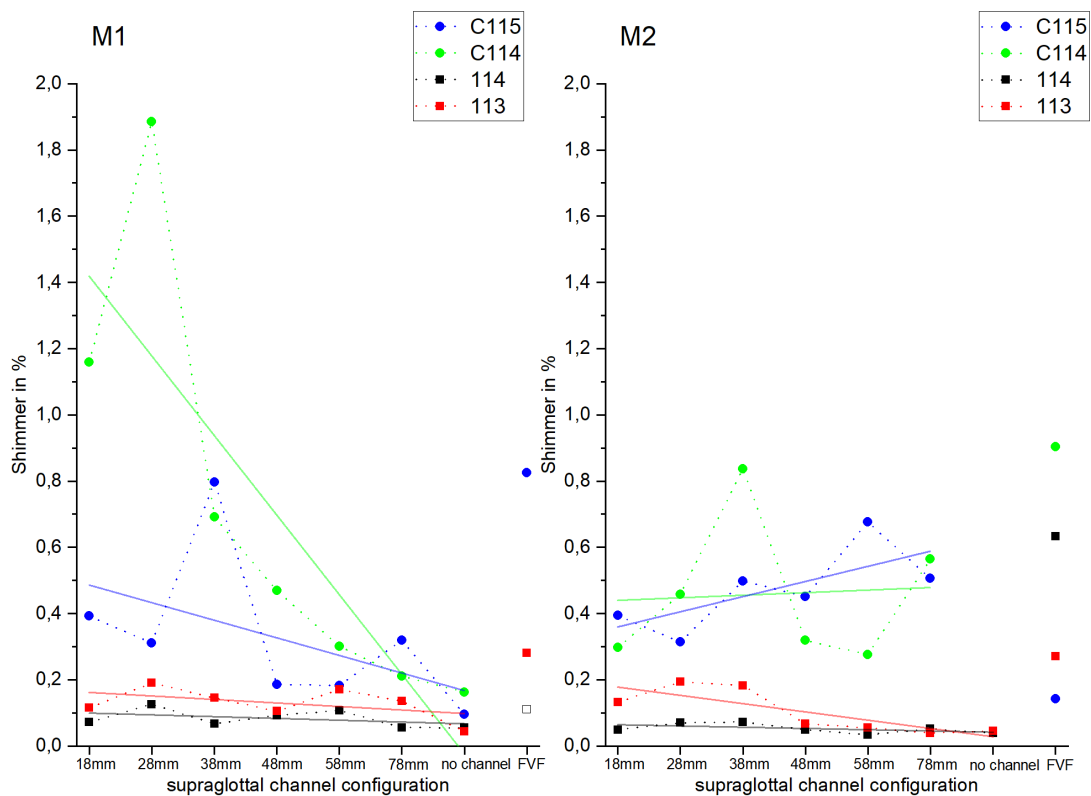 M1
C115
C114
114
113
2,0
1,8
1,6
1,4
1,2
1,0
0,8
0,6
0,4
0,2
0,0
Shimmer in %
18mm 28mm 38mm 48mm 58mm 78mm no channel FVF
supraglottal channel configuration
M2
C115
C114
114
113
2,0
1,8
1,6
1,4
1,2
1,0
0,8
0,6
0,4
0,2
0,0
Shimmer in %
18mm 28mm 38mm 48mm 58mm 78mm no channel FVF
supraglottal channel configuration